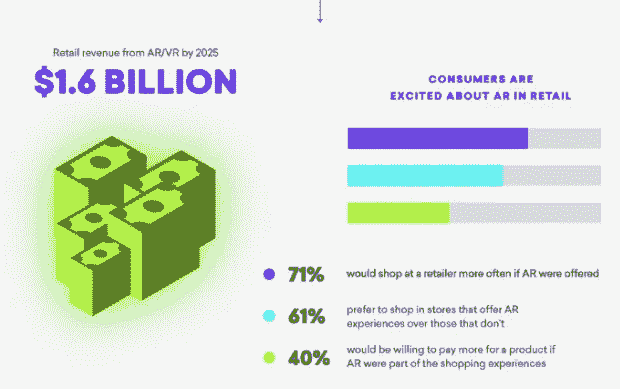 Retail revenue from AR/VR by 2025
$1.6 BILLION
CONSUMERS ARE
EXCITED ABOUT AR IN RETAIL
71% would shop at a retailer more often if AR were offered
61% prefer to shop in stores that offer AR
experiences over those that don't
40% would be willing to pay more for a product if
AR were part of the shopping experiences